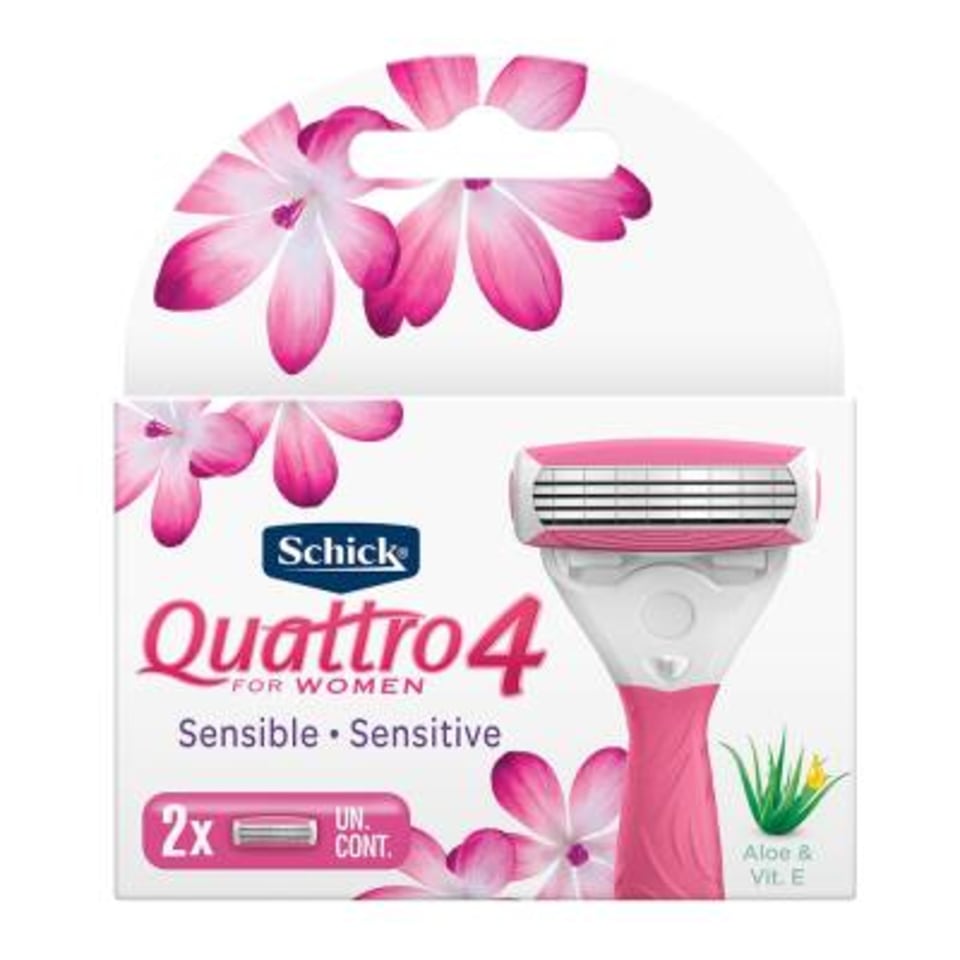 Schick®
Quattro4
FOR WOMEN
Sensible • Sensitive
2x
UN.
CONT.
Aloe &
Vit. E